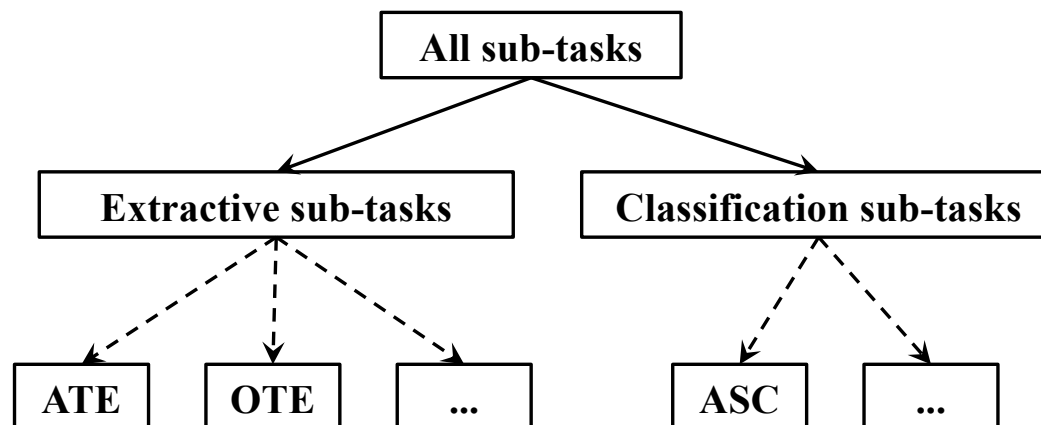 All sub-tasks
Extractive sub-tasks
Classification sub-tasks
ATE
OTE
...
ASC
...